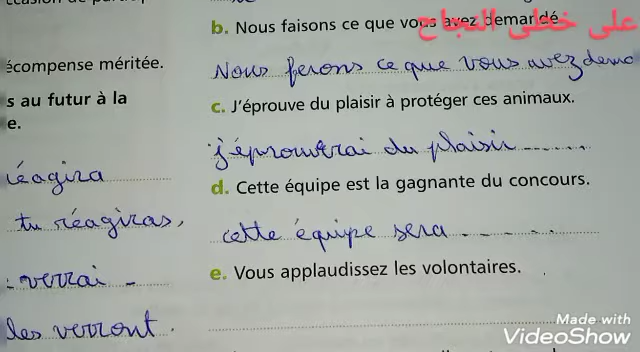 على خطى النجاح
b. Nous faisons ce que vous avez demandé
Nous ferons ce que vous avez dema
c. J'éprouve du plaisir à protéger ces animaux.
j'éprouverai du plaisir ......
d. Cette équipe est la gagnante du concours.
cette équipe sera ......
e. Vous applaudissez les volontaires.
écompense méritée.
s au futur à la
e.
réagira
tu réagiras,
verrai
les verront.
Made with
VideoShow